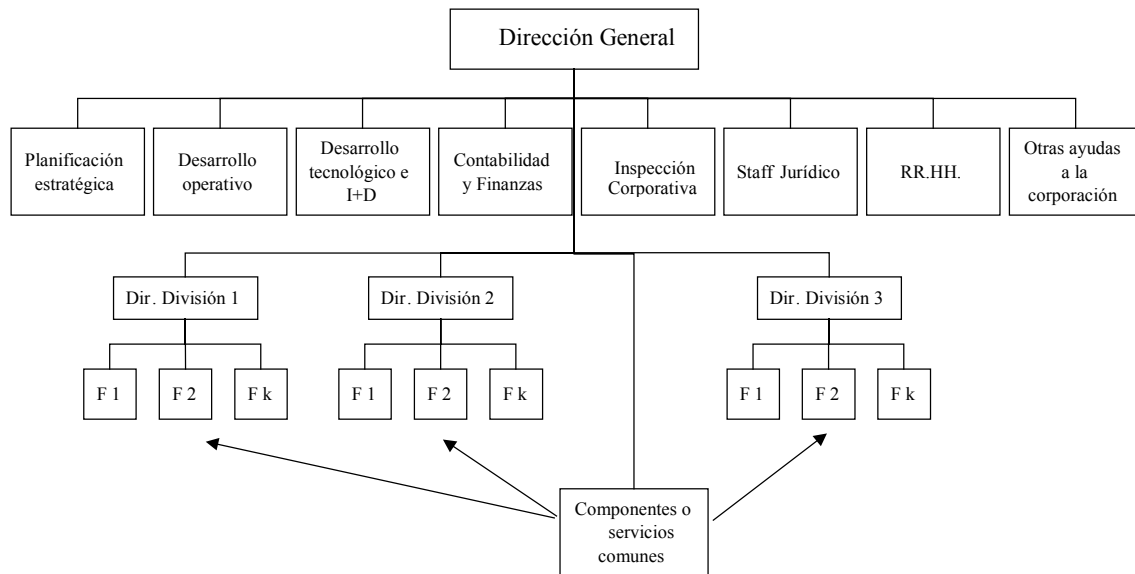 Dirección General
Planificación
estratégica
Desarrollo
operativo
Desarrollo
tecnológico e
I+D
Contabilidad
y Finanzas
Inspección
Corporativa
Staff Jurídico
RR.HH.
Otras ayudas
a la
corporación
Dir. División 1
Dir. División 2
Dir. División 3
F 1
F 2
F k
F 1
F 2
F k
F 1
F 2
F k
Componentes o
servicios
comunes